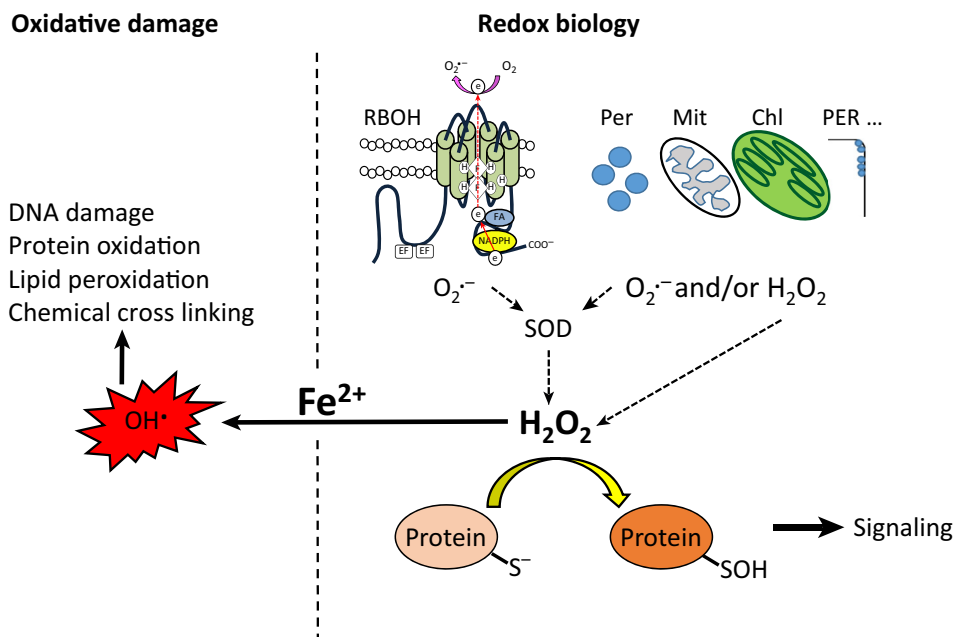 Oxidative damage
Redox biology
O₂•⁻ O₂
e
RBOH
Per Mit Chl PER ...
H H
H H
e
FA
NADPH
EF EF
e
COO⁻
DNA damage
Protein oxidation
Lipid peroxidation
Chemical cross linking
O₂•⁻
O₂•⁻ and/or H₂O₂
SOD
Fe²⁺
OH•
H₂O₂
Protein
S⁻
Protein
SOH
Signaling